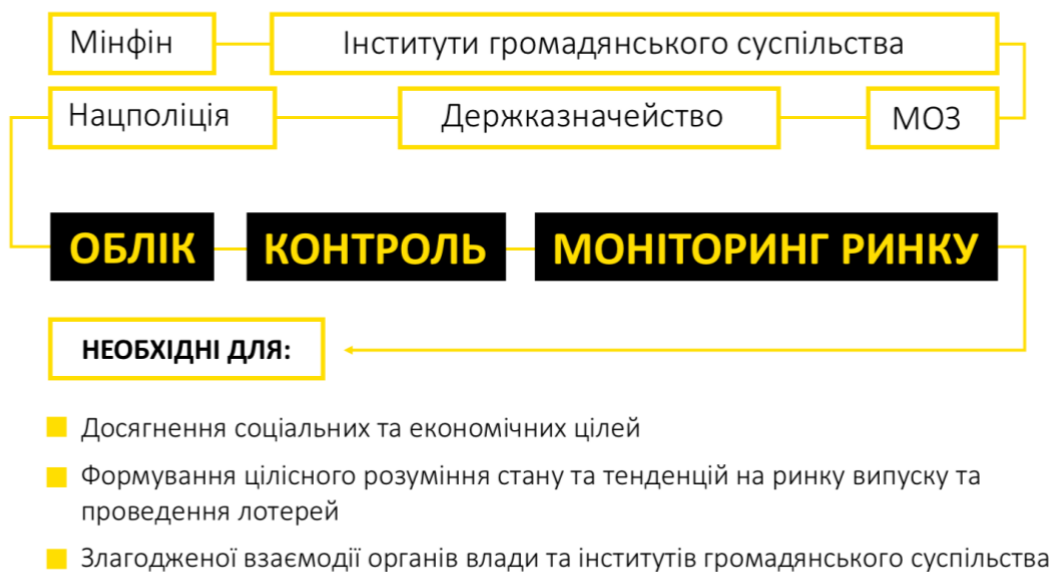 Мінфін
Інститути громадянського суспільства
Нацполіція
Держказначейство
МОЗ
ОБЛІК
КОНТРОЛЬ
МОНІТОРИНГ РИНКУ
НЕОБХІДНІ ДЛЯ:
Досягнення соціальних та економічних цілей
Формування цілісного розуміння стану та тенденцій на ринку випуску та
проведення лотерей
Злагодженої взаємодії органів влади та інститутів громадянського суспільства